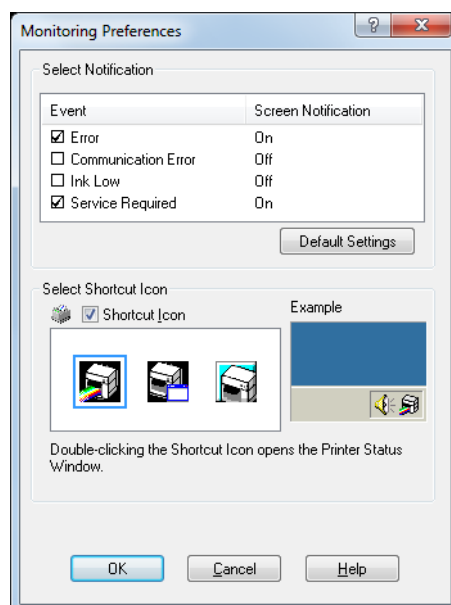 Monitoring Preferences
Select Notification
Event Screen Notification
Error On
Communication Error Off
Ink Low Off
Service Required On
Default Settings
Select Shortcut Icon
Shortcut Icon
Example
Double-clicking the Shortcut Icon opens the Printer Status
Window.
OK Cancel Help